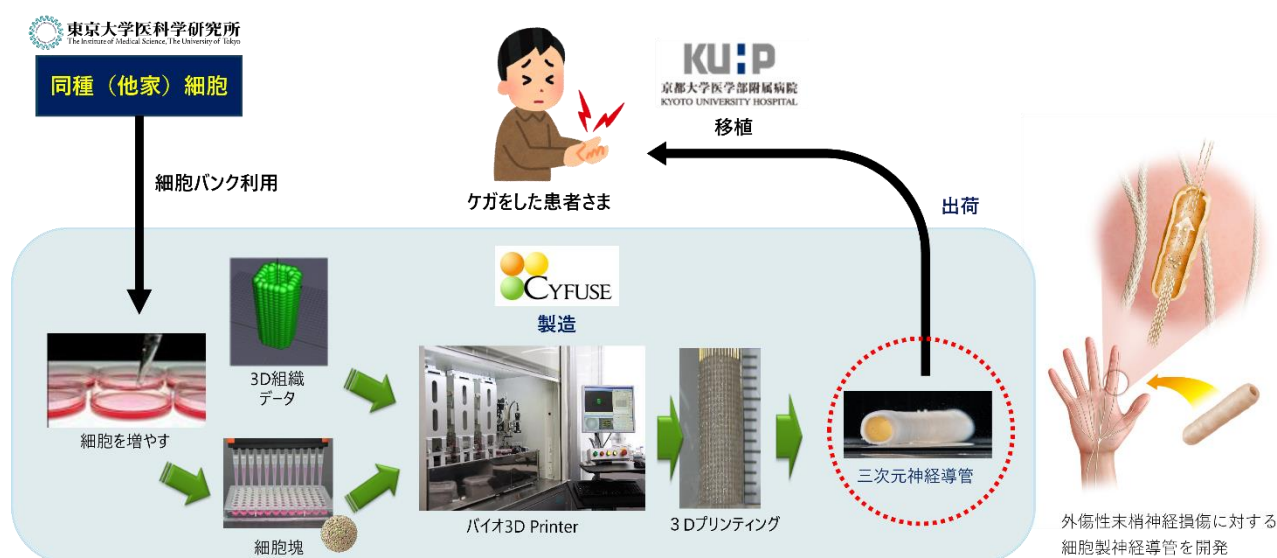 東京大学医科学研究所
The Institute of Medical Science, The University of Tokyo
同種（他家）細胞
細胞バンク利用
ケガをした患者さま
KUHP
京都大学医学部附属病院
KYOTO UNIVERSITY HOSPITAL
移植
出荷
CYFUSE
製造
3D組織
データ
細胞を増やす
細胞塊
バイオ3D Printer
3Dプリンティング
三次元神経導管
外傷性末梢神経損傷に対する
細胞製神経導管を開発